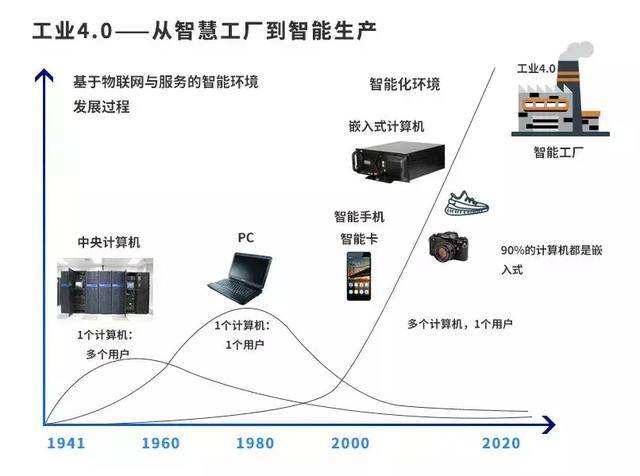 工业4.0——从智慧工厂到智能生产
基于物联网与服务的智能环境
发展过程
智能化环境
工业4.0
嵌入式计算机
智能工厂
智能手机
智能卡
中央计算机
PC
90%的计算机都是嵌
入式
1个计算机：
多个用户
1个计算机：
1个用户
多个计算机，1个用户
1941
1960
1980
2000
2020